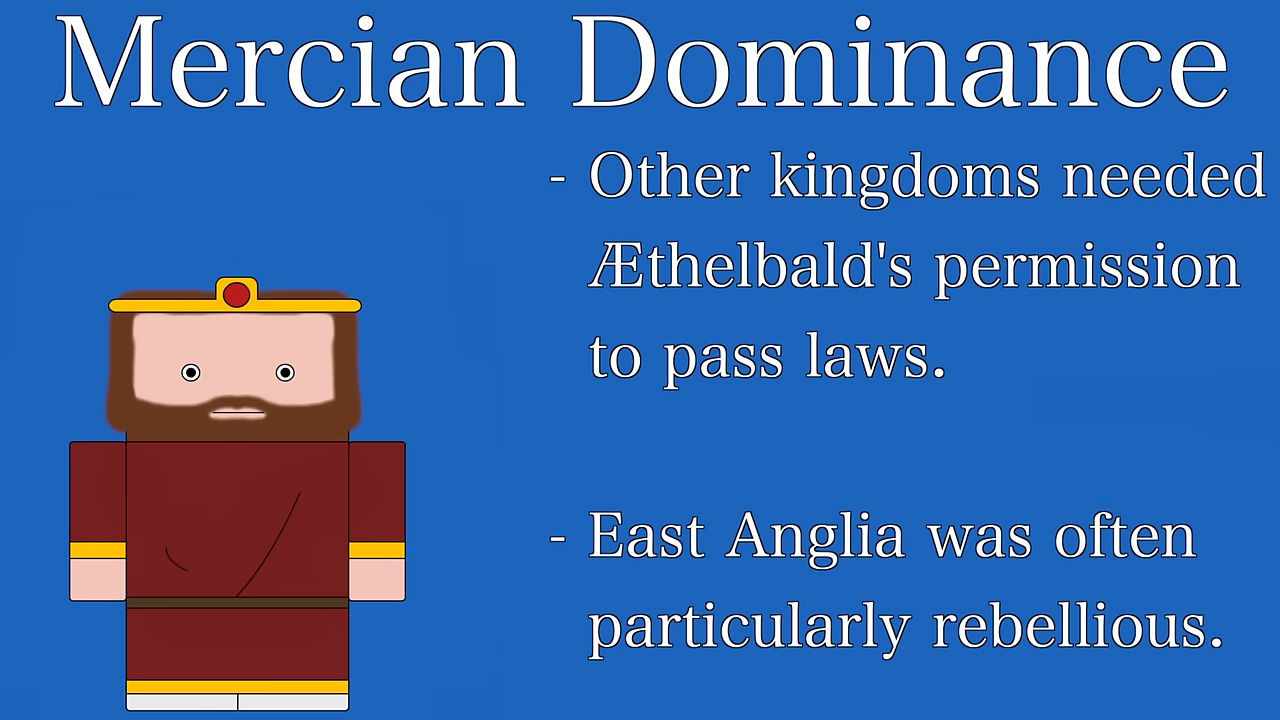 Mercian Dominance
- Other kingdoms needed
Æthelbald's permission
to pass laws.
- East Anglia was often
particularly rebellious.